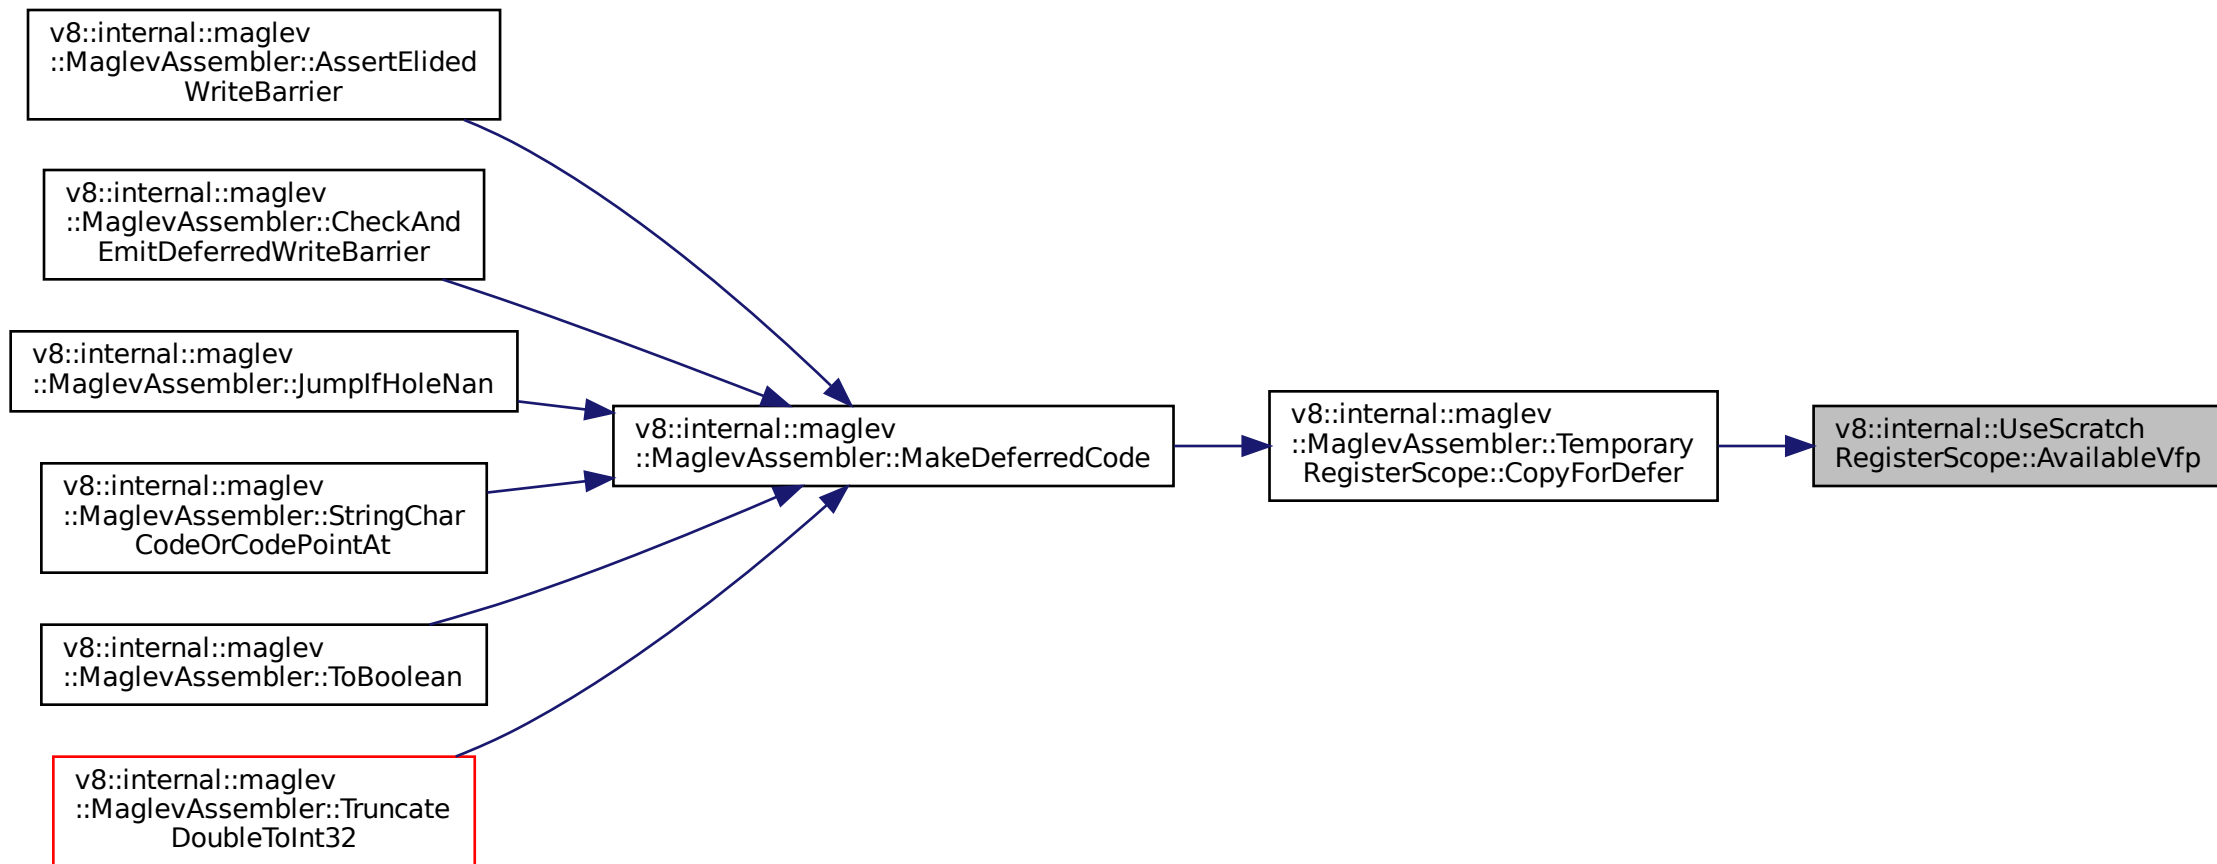 v8::internal::maglev
::MaglevAssembler::AssertElided
WriteBarrier
v8::internal::maglev
::MaglevAssembler::CheckAnd
EmitDeferredWriteBarrier
v8::internal::maglev
::MaglevAssembler::JumpIfHoleNan
v8::internal::maglev
::MaglevAssembler::StringChar
CodeOrCodePointAt
v8::internal::maglev
::MaglevAssembler::ToBoolean
v8::internal::maglev
::MaglevAssembler::Truncate
DoubleToInt32
v8::internal::maglev
::MaglevAssembler::MakeDeferredCode
v8::internal::maglev
::MaglevAssembler::Temporary
RegisterScope::CopyForDefer
v8::internal::UseScratch
RegisterScope::AvailableVfp